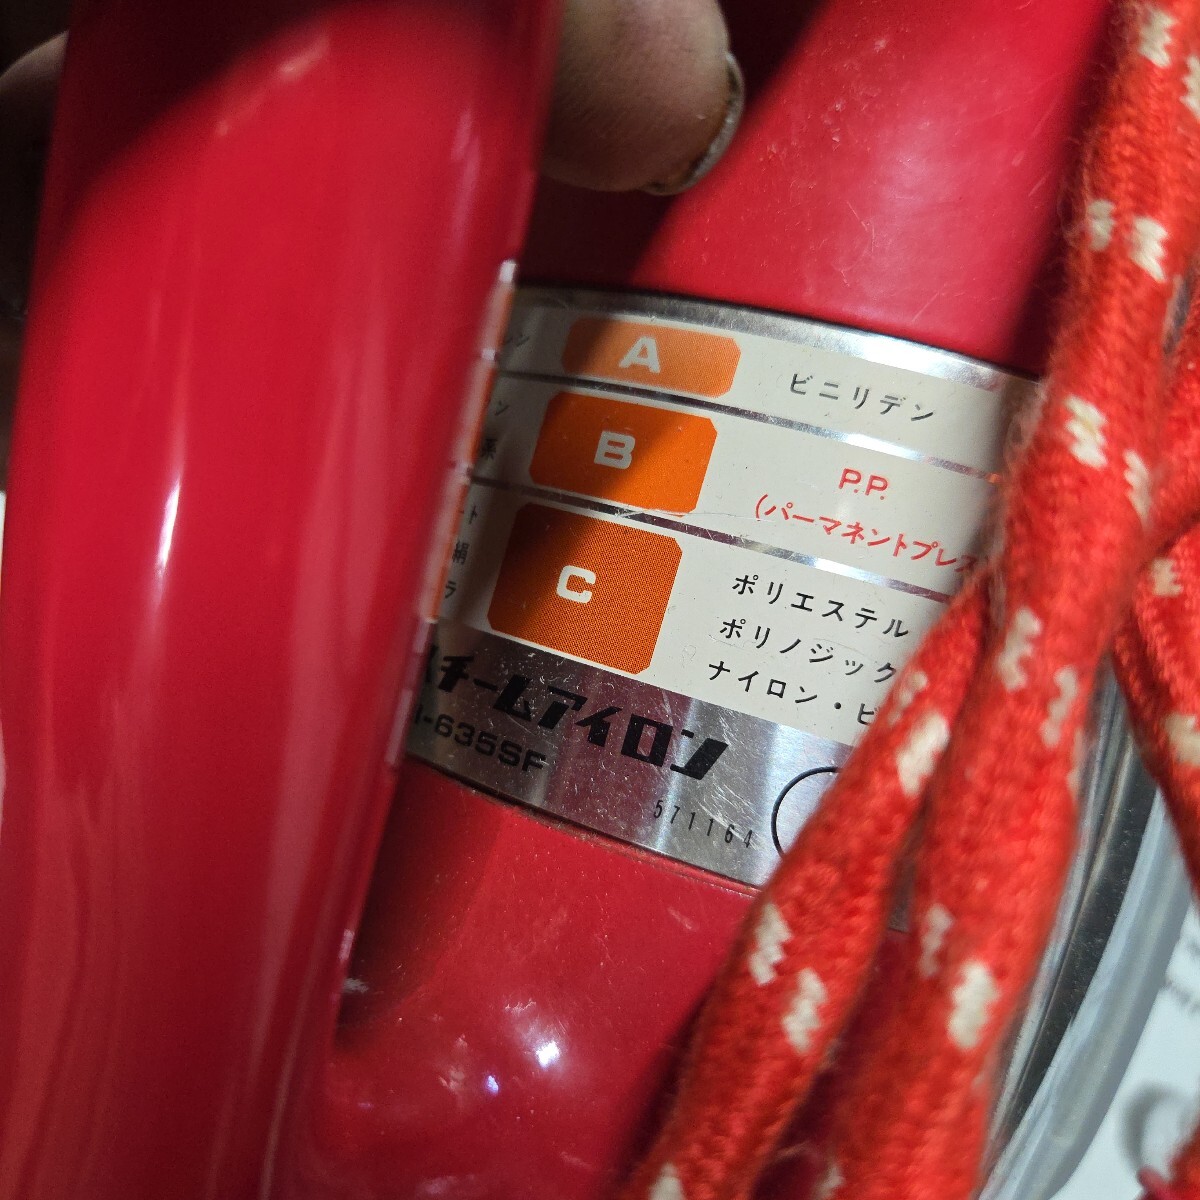 A ビニリデン
B P.P.
(パーマネントプレス
C ポリエステル
ポリノジック
ナイロン・ビ
スチームアイロン
-635SF
571164